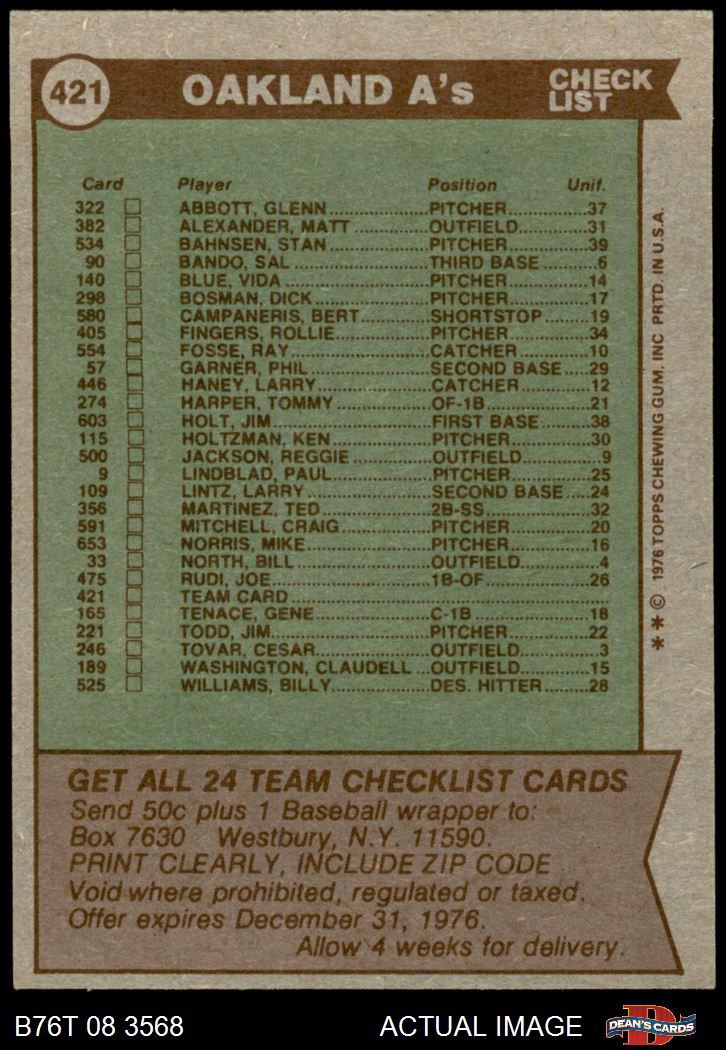 421 OAKLAND A's CHECK LIST
Card Player Position Unif.
322 ABBOTT, GLENN PITCHER 37
382 ALEXANDER, MATT OUTFIELD 31
534 BAHNSEN, STAN PITCHER 39
90 BANDO, SAL THIRD BASE 6
140 BLUE, VIDA PITCHER 14
298 BOSMAN, DICK PITCHER 17
580 CAMPANERIS, BERT SHORTSTOP 19
405 FINGERS, ROLLIE PITCHER 34
554 FOSSE, RAY CATCHER 10
57 GARNER, PHIL SECOND BASE 29
446 HANEY, LARRY CATCHER 12
274 HARPER, TOMMY OF-1B 21
603 HOLT, JIM FIRST BASE 38
115 HOLTZMAN, KEN PITCHER 30
500 JACKSON, REGGIE OUTFIELD 9
9 LINDBLAD, PAUL PITCHER 25
109 LINTZ, LARRY SECOND BASE 24
356 MARTINEZ, TED 2B-SS 32
591 MITCHELL, CRAIG PITCHER 20
653 NORRIS, MIKE PITCHER 16
33 NORTH, BILL OUTFIELD 4
475 RUDI, JOE 1B-OF 26
421 TEAM CARD
165 TENACE, GENE C-1B 18
221 TODD, JIM PITCHER 22
246 TOVAR, CESAR OUTFIELD 3
189 WASHINGTON, CLAUDELL OUTFIELD 15
525 WILLIAMS, BILLY DES. HITTER 28
**© 1976 TOPPS CHEWING GUM, INC PRTD. IN U.S.A.
GET ALL 24 TEAM CHECKLIST CARDS
Send 50c plus 1 Baseball wrapper to:
Box 7630 Westbury, N.Y. 11590.
PRINT CLEARLY, INCLUDE ZIP CODE
Void where prohibited, regulated or taxed.
Offer expires December 31, 1976.
Allow 4 weeks for delivery.
B76T 08 3568 ACTUAL IMAGE D DEAN'S CARDS